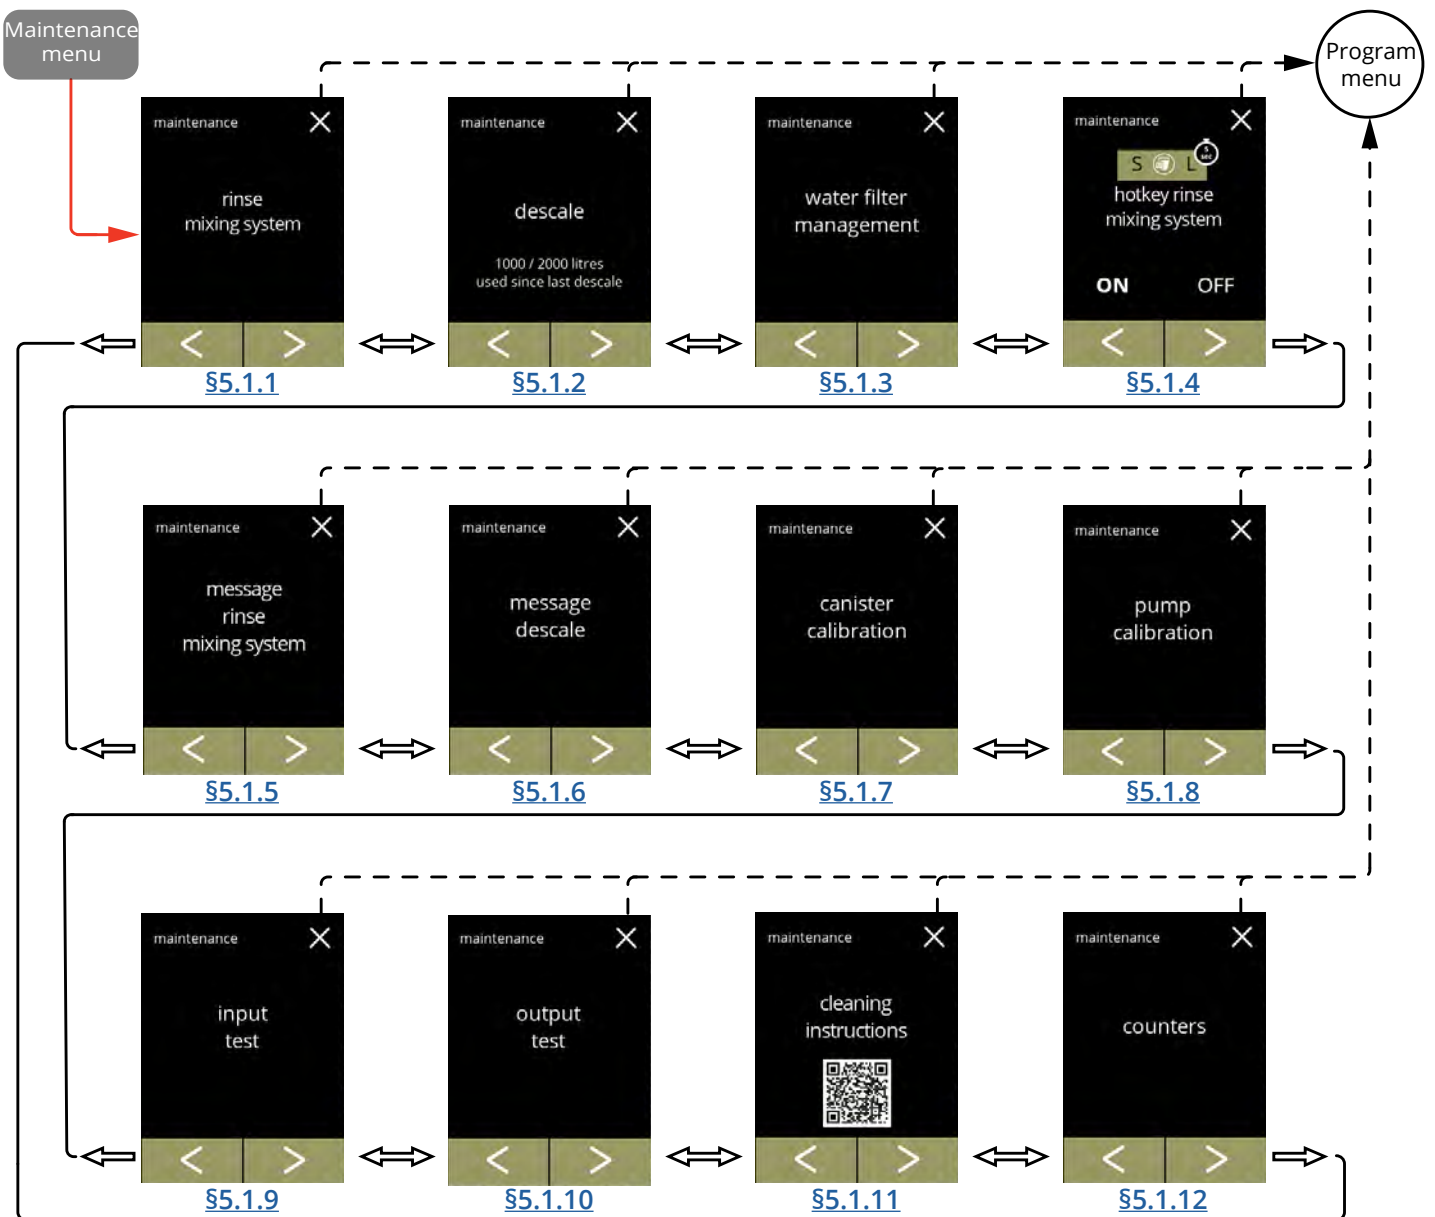 Maintenance
menu
Program
menu
maintenance
rinse
mixing system
§5.1.1
maintenance
descale
1000 / 2000 litres
used since last descale
§5.1.2
maintenance
water filter
management
§5.1.3
maintenance
S L
5
sec
hotkey rinse
mixing system
ON OFF
§5.1.4
maintenance
message
rinse
mixing system
§5.1.5
maintenance
message
descale
§5.1.6
maintenance
canister
calibration
§5.1.7
maintenance
pump
calibration
§5.1.8
maintenance
input
test
§5.1.9
maintenance
output
test
§5.1.10
maintenance
cleaning
instructions
§5.1.11
maintenance
counters
§5.1.12